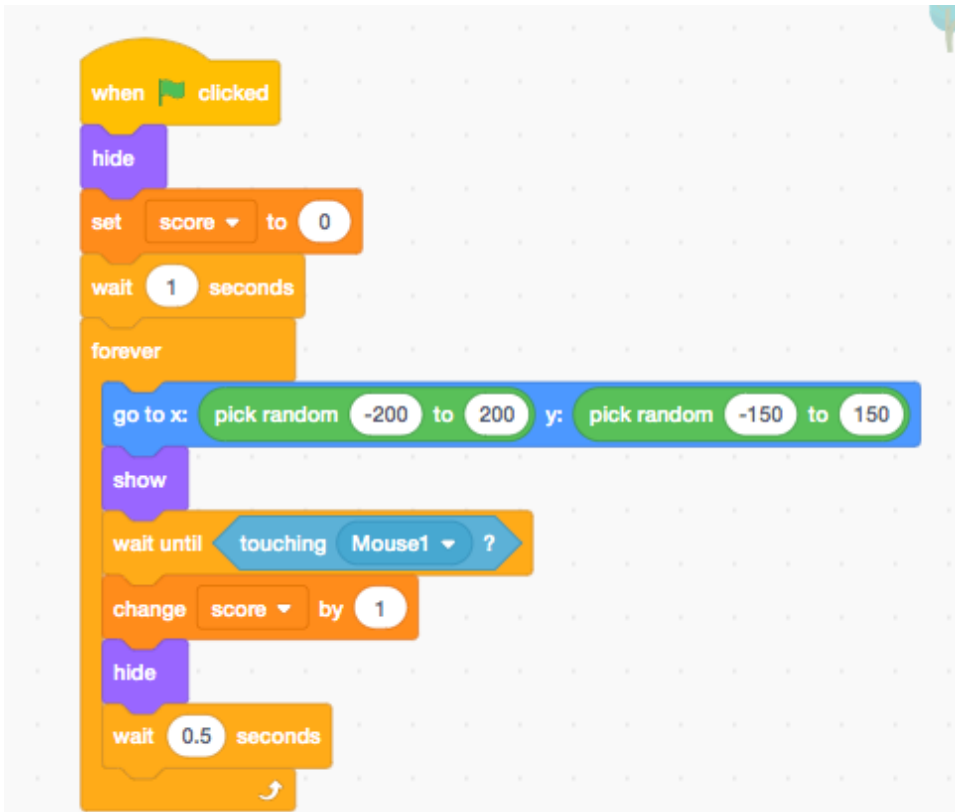 when clicked
hide
set score to 0
wait 1 seconds
forever
go to x: pick random -200 to 200 y: pick random -150 to 150
show
wait until touching Mouse1 ?
change score by 1
hide
wait 0.5 seconds